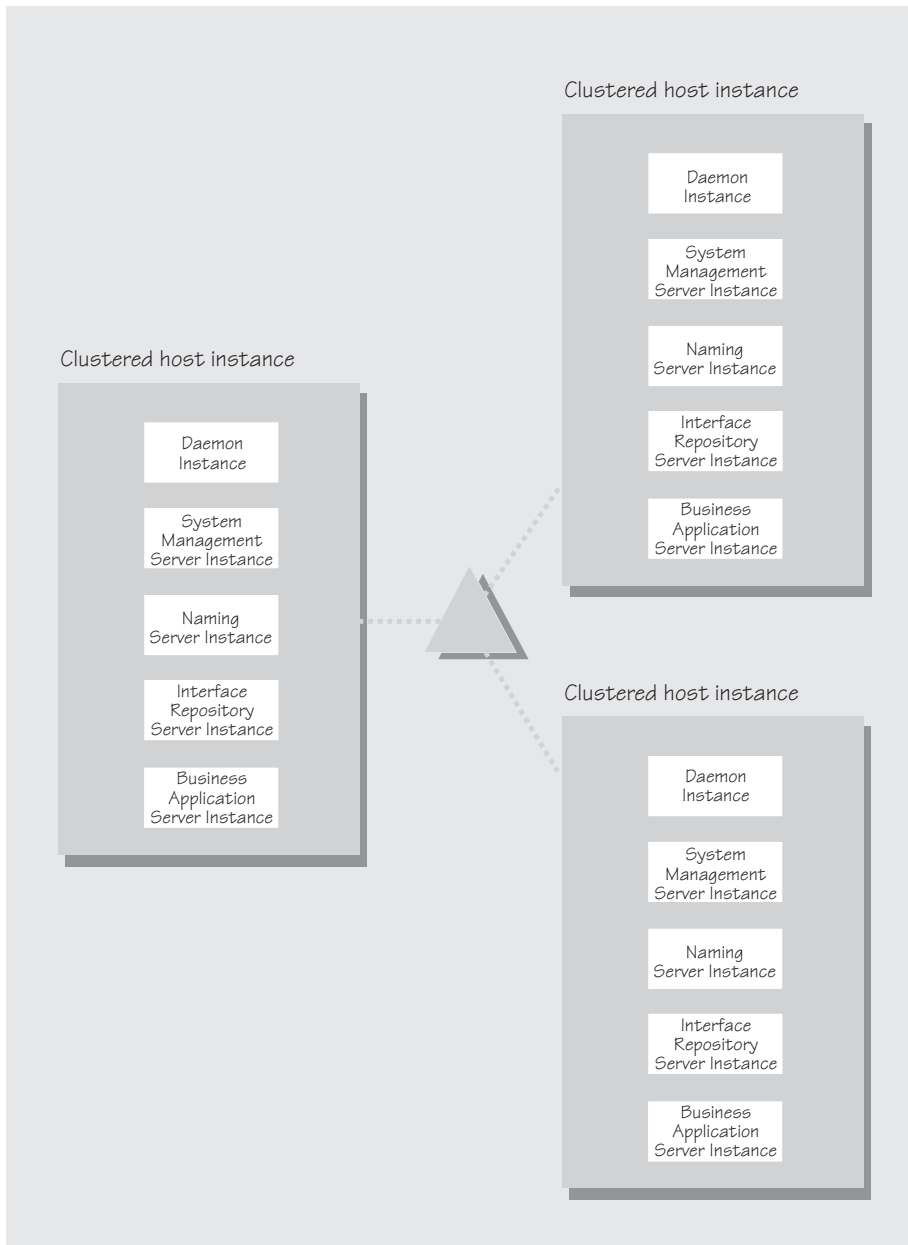 Clustered host instance
Daemon
Instance
System
Management
Server Instance
Naming
Server Instance
Interface
Repository
Server Instance
Business
Application
Server Instance
Clustered host instance
Daemon
Instance
System
Management
Server Instance
Naming
Server Instance
Interface
Repository
Server Instance
Business
Application
Server Instance
Clustered host instance
Daemon
Instance
System
Management
Server Instance
Naming
Server Instance
Interface
Repository
Server Instance
Business
Application
Server Instance